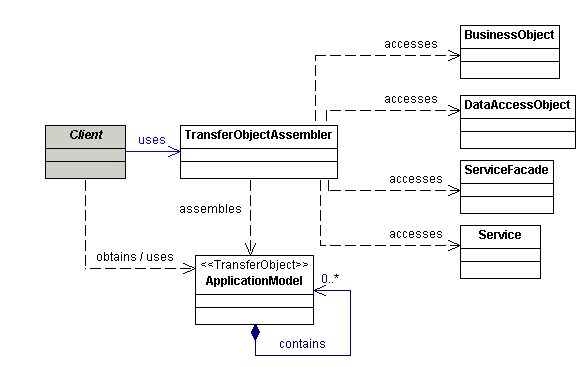 BusinessObject
accesses
DataAccessObject
accesses
Client
uses
TransferObjectAssembler
ServiceFacade
accesses
assembles
Service
accesses
obtains / uses
<<TransferObject>>
ApplicationModel
0..*
contains